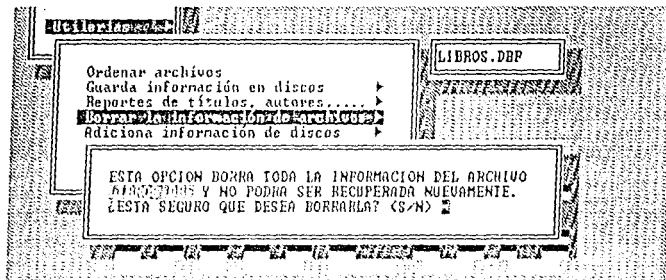 Utilerias
LIBROS.DBF
Ordenar archivos
Guarda información en discos
Reportes de títulos, autores.....
Borrar la información de archivos
Adiciona información de discos
ESTA OPCION BORRA TODA LA INFORMACION DEL ARCHIVO
Y NO PODRA SER RECUPERADA NUEVAMENTE.
¿ESTA SEGURO QUE DESEA BORRARLA? (S/N)